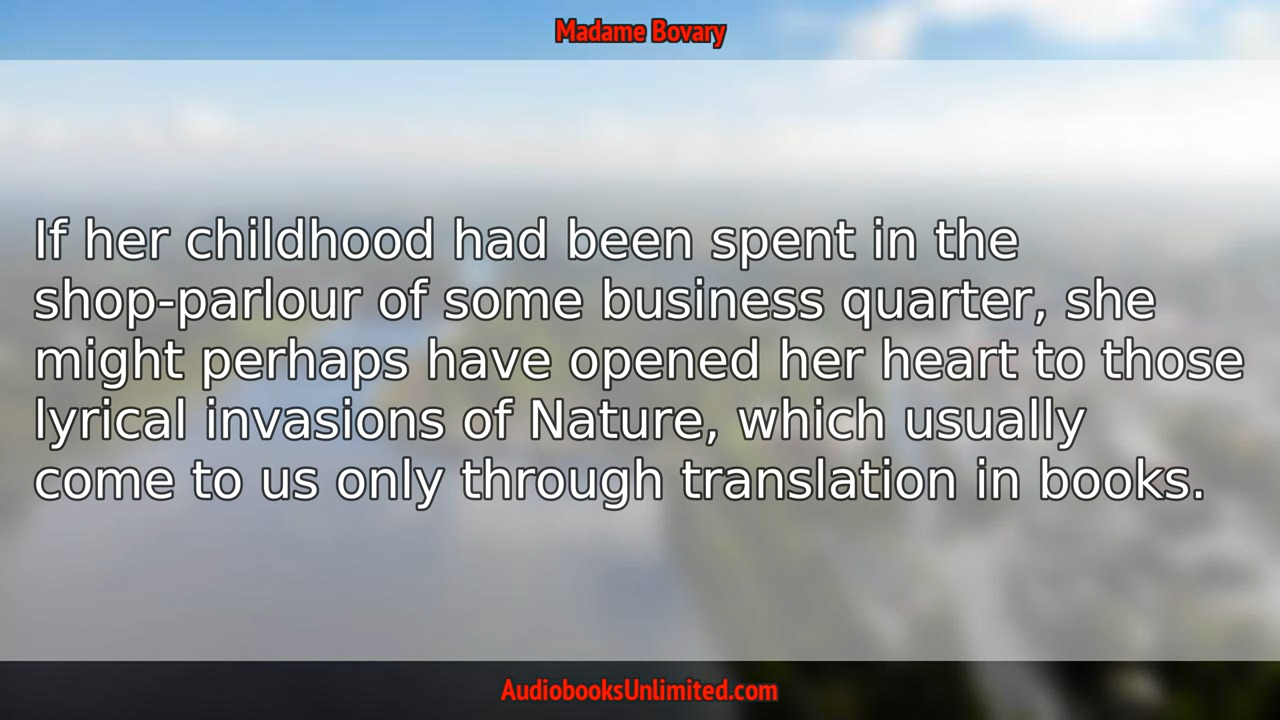 Madame Bovary
If her childhood had been spent in the
shop-parlour of some business quarter, she
might perhaps have opened her heart to those
lyrical invasions of Nature, which usually
come to us only through translation in books.
AudiobooksUnlimited.com